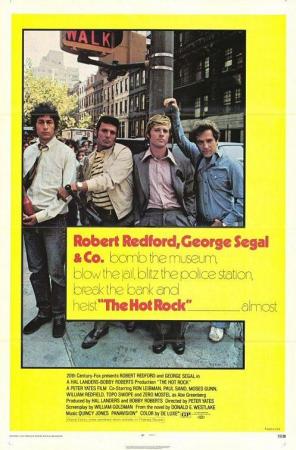 WALK
Robert Redford, George Segal
& Co. bomb the museum,
blow the jail, blitz the police station,
break the bank and
heist "The Hot Rock" almost
20th Century-Fox presents ROBERT REDFORD and GEORGE SEGAL in
A HAL LANDERS-BOBBY ROBERTS Production "THE HOT ROCK"
A PETER YATES FILM Co-Starring RON LEIBMAN, PAUL SAND, MOSES GUNN,
WILLIAM REDFIELD, TOPO SWOPE and ZERO MOSTEL as Abe Greenberg
Produced by HAL LANDERS and BOBBY ROBERTS Directed by PETER YATES
Screenplay by WILLIAM GOLDMAN From the novel by DONALD E. WESTLAKE
Music QUINCY JONES PANAVISION® COLOR by DE LUXE®